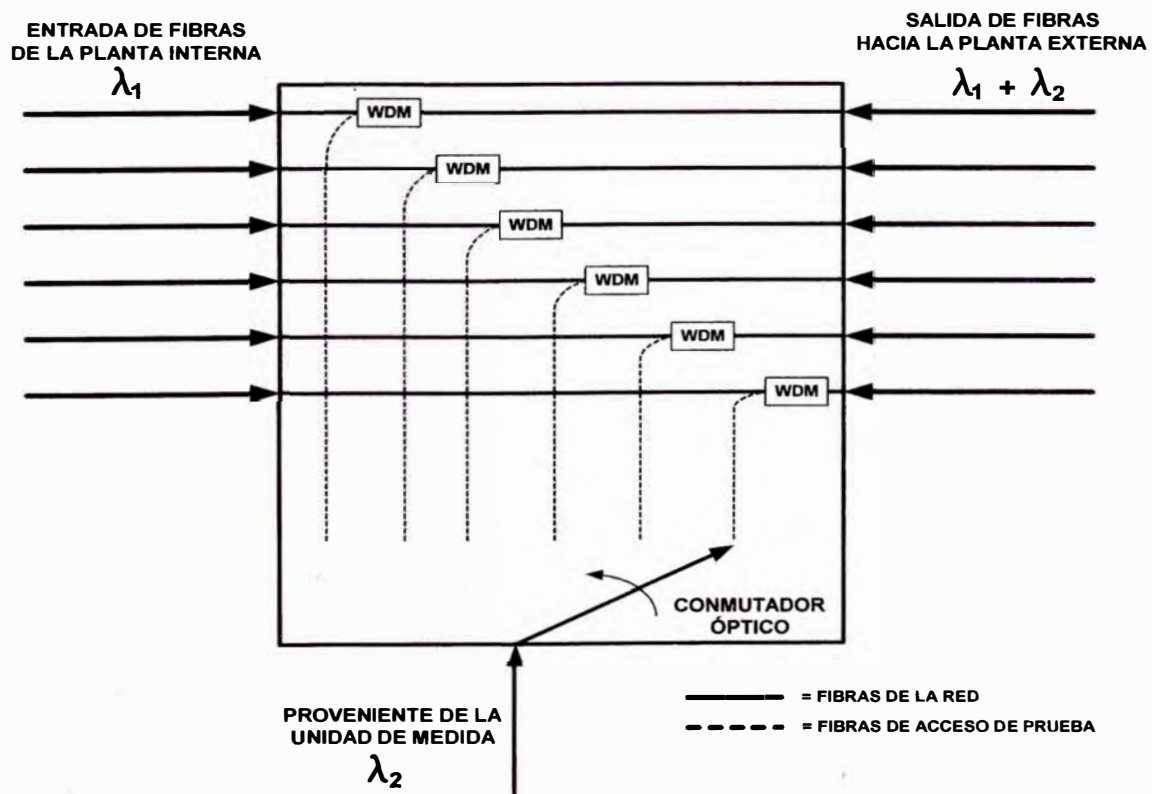 ENTRADA DE FIBRAS
DE LA PLANTA INTERNA
λ1
SALIDA DE FIBRAS
HACIA LA PLANTA EXTERNA
λ1 + λ2
WDM
WDM
WDM
WDM
WDM
WDM
CONMUTADOR
ÓPTICO
PROVENIENTE DE LA
UNIDAD DE MEDIDA
λ2
= FIBRAS DE LA RED
= FIBRAS DE ACCESO DE PRUEBA